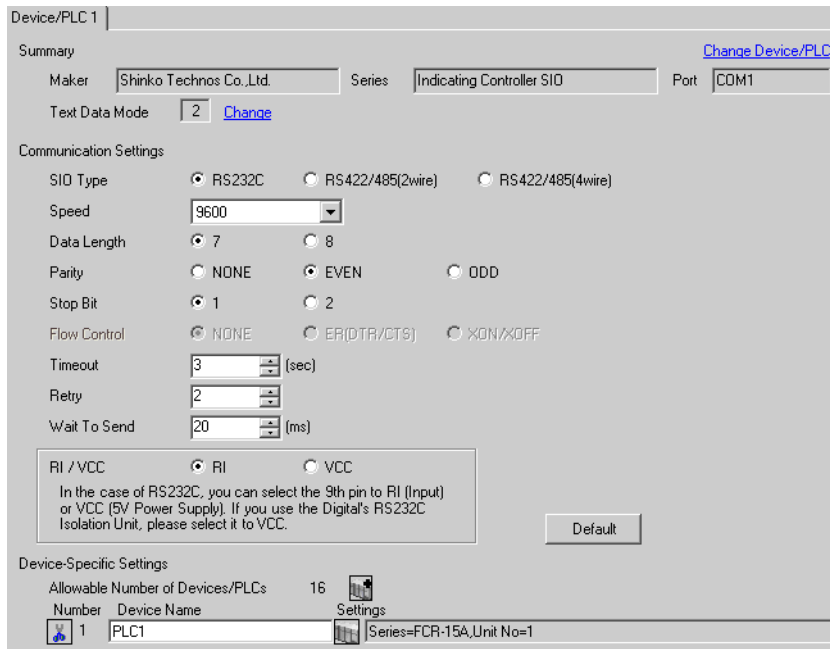 Device/PLC 1
Summary Change Device/PLC
Maker Shinko Technos Co.,Ltd. Series Indicating Controller SIO Port COM1
Text Data Mode 2 Change
Communication Settings
SIO Type RS232C RS422/485(2wire) RS422/485(4wire)
Speed 9600
Data Length 7 8
Parity NONE EVEN ODD
Stop Bit 1 2
Flow Control NONE ER(DTR/CTS) XON/XOFF
Timeout 3 (sec)
Retry 2
Wait To Send 20 (ms)
RI / VCC RI VCC
In the case of RS232C, you can select the 9th pin to RI (Input)
or VCC (5V Power Supply). If you use the Digital's RS232C
Isolation Unit, please select it to VCC.
Default
Device-Specific Settings
Allowable Number of Devices/PLCs 16
Number Device Name Settings
1 PLC1 Series=FCR-15A,Unit No=1